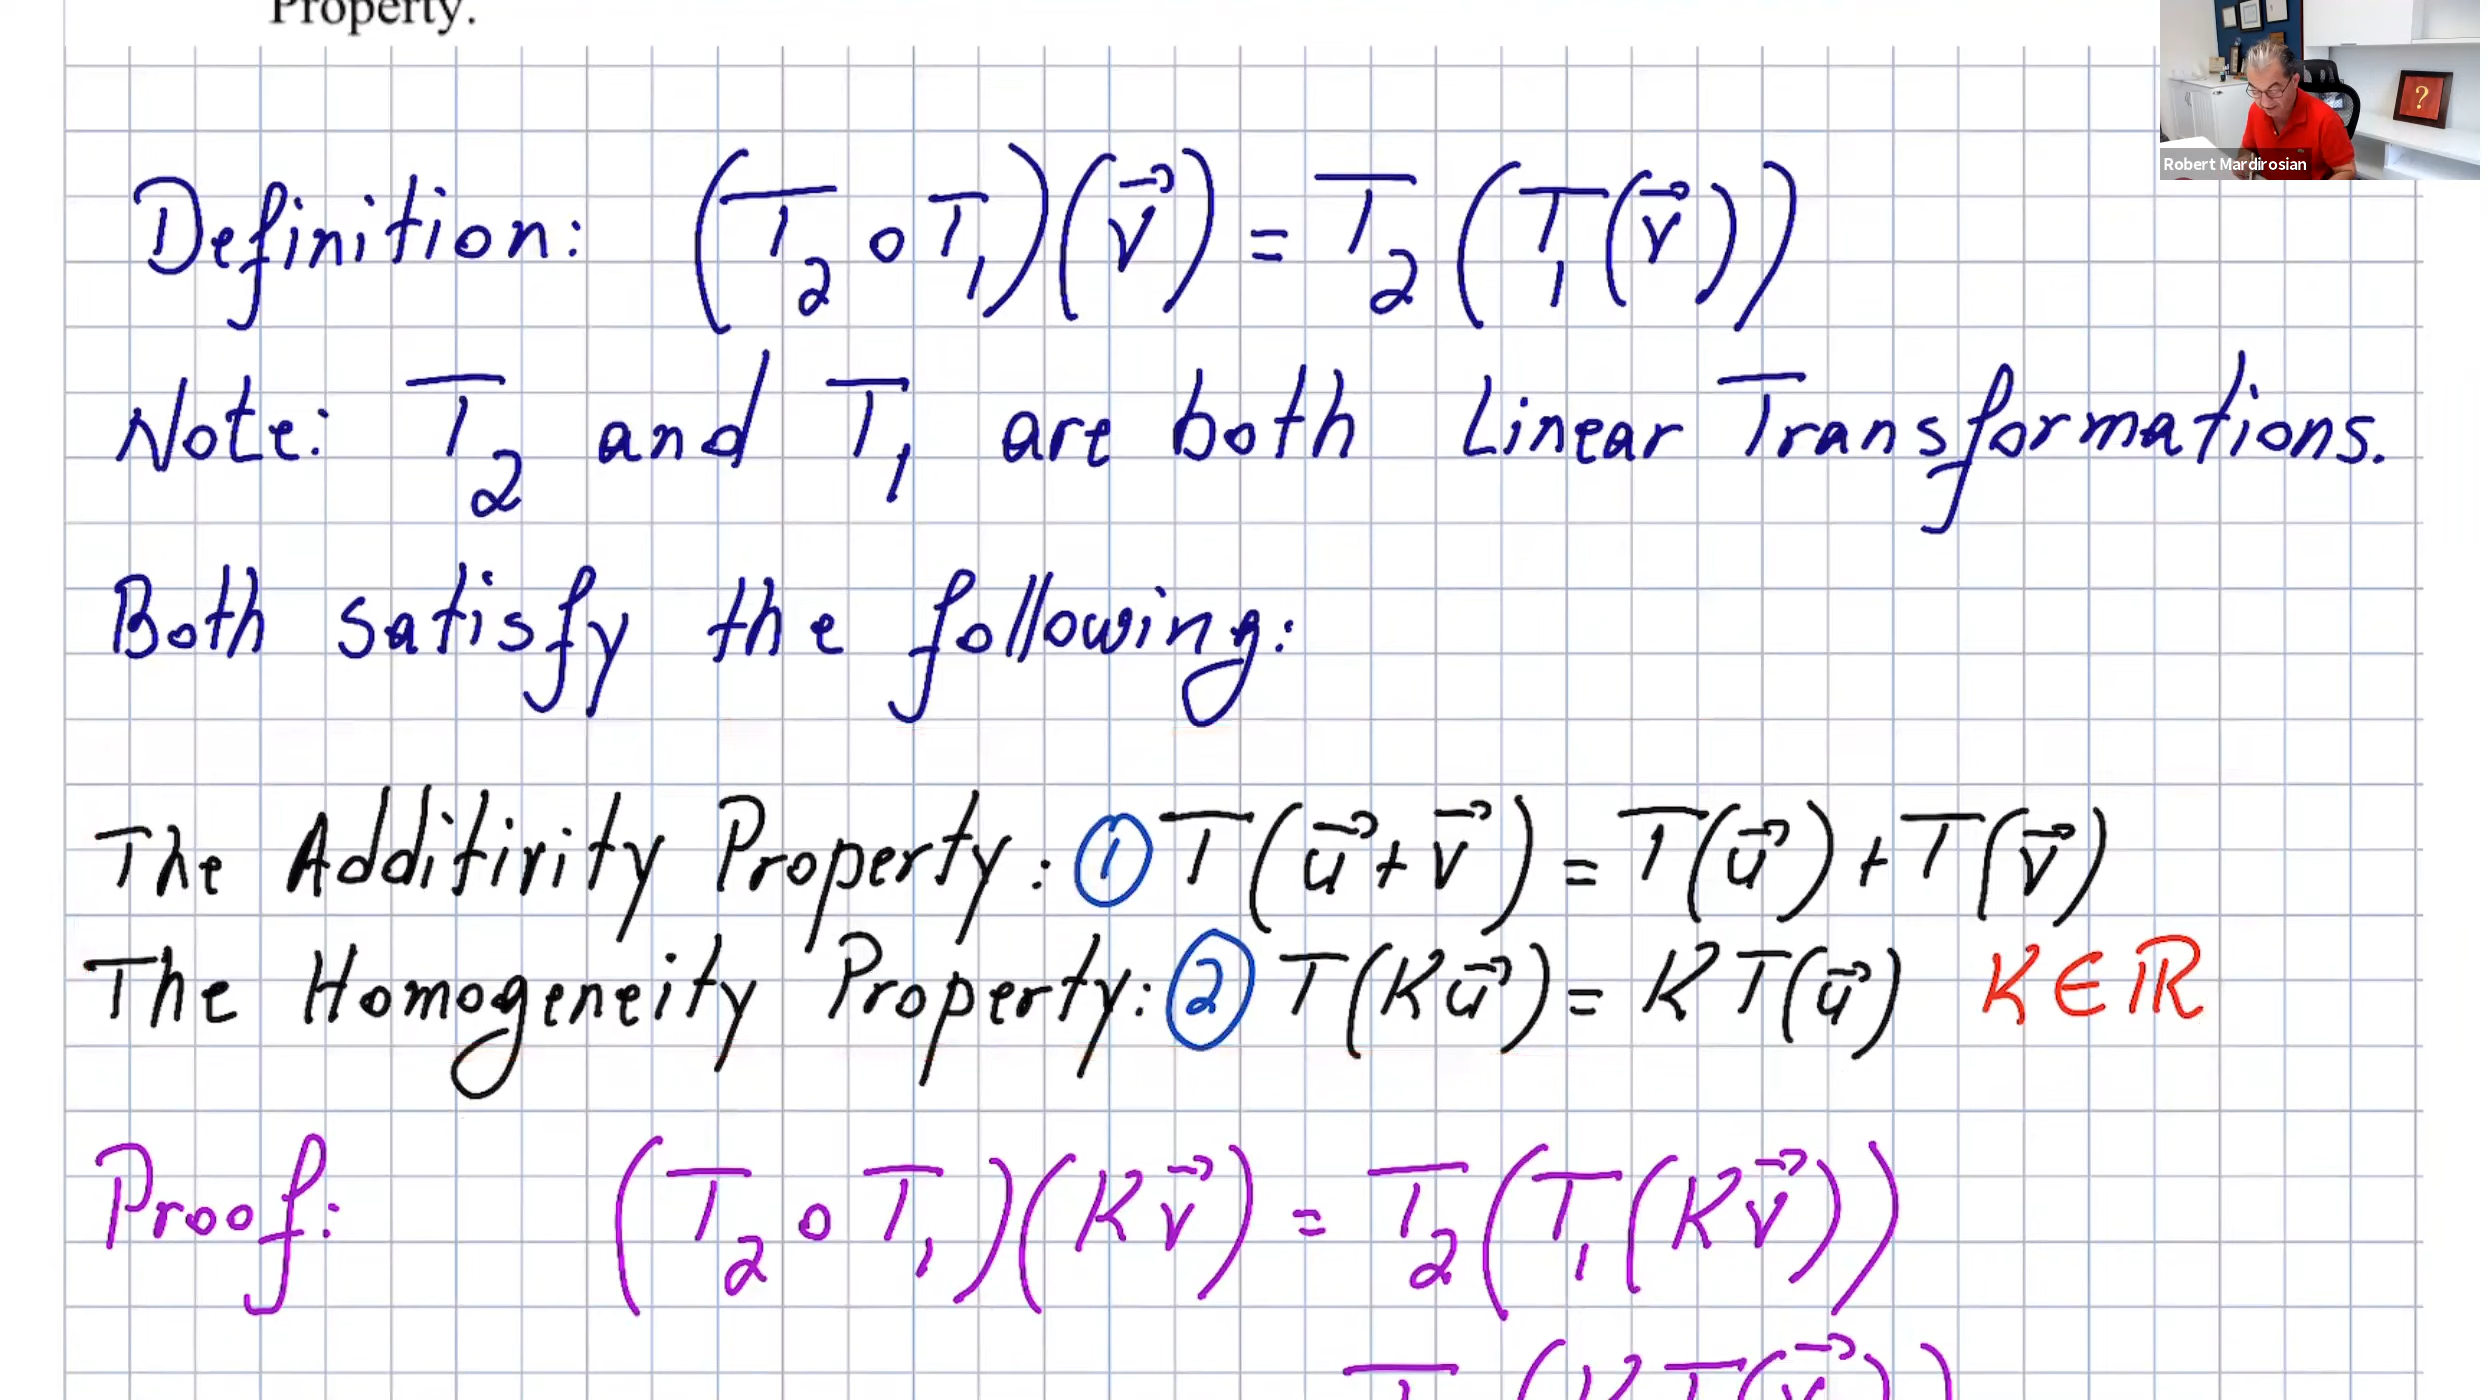 Property.
Robert Mardirosian
?
Definition: (T₂ ∘ T₁)(v⃗) = T₂(T₁(v⃗))
Note: T₂ and T₁ are both Linear Transformations.
Both satisfy the following:
The Additivity Property: ① T(u⃗ + v⃗) = T(u⃗) + T(v⃗)
The Homogeneity Property: ② T(Ku⃗) = K T(u⃗) K ∈ ℝ
Proof: (T₂ ∘ T₁)(Kv⃗) = T₂(T₁(Kv⃗))